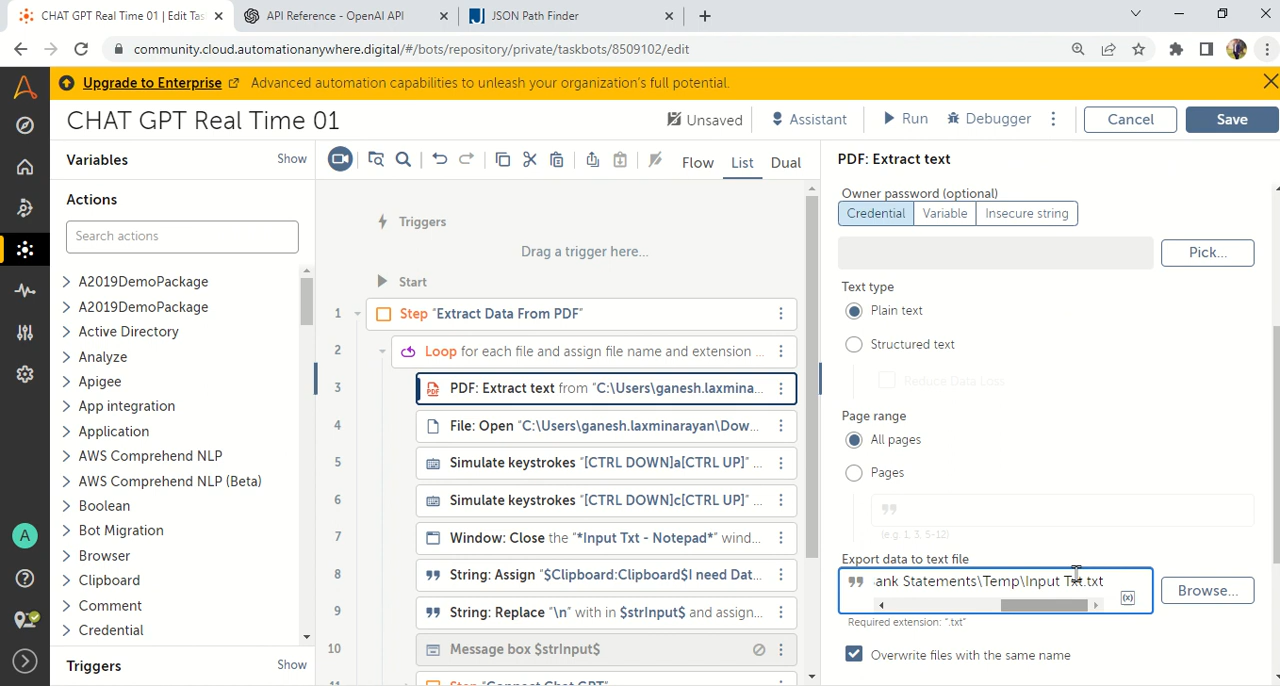 CHAT GPT Real Time 01 | Edit Tas
API Reference - OpenAI API
JSON Path Finder
community.cloud.automationanywhere.digital/#/bots/repository/private/taskbots/8509102/edit
Upgrade to Enterprise
Advanced automation capabilities to unleash your organization's full potential.
CHAT GPT Real Time 01
Unsaved
Assistant
Run
Debugger
Cancel
Save
Variables
Show
Flow
List
Dual
PDF: Extract text
Actions
Search actions
A2019DemoPackage
A2019DemoPackage
Active Directory
Analyze
Apigee
App integration
Application
AWS Comprehend NLP
AWS Comprehend NLP (Beta)
Boolean
Bot Migration
Browser
Clipboard
Comment
Credential
Triggers
Show
Triggers
Drag a trigger here...
Start
1 Step "Extract Data From PDF"
2 Loop for each file and assign file name and extension ...
3 PDF: Extract text from "C:\Users\ganesh.laxmina...
4 File: Open "C:\Users\ganesh.laxminarayan\Dow...
5 Simulate keystrokes "[CTRL DOWN]a[CTRL UP]" ...
6 Simulate keystrokes "[CTRL DOWN]c[CTRL UP]" ...
7 Window: Close the "*Input Txt - Notepad*" wind...
8 String: Assign "$Clipboard:Clipboard$I need Dat...
9 String: Replace "\n" with in $strInput$ and assign...
10 Message box $strInput$
11 Step "Connect Chat GPT"
Owner password (optional)
Credential
Variable
Insecure string
Pick...
Text type
Plain text
Structured text
Reduce Data Loss
Page range
All pages
Pages
(e.g. 1, 3, 5-12)
Export data to text file
ank Statements\Temp\Input Txt.txt
(x)
Browse...
Required extension: ".txt"
Overwrite files with the same name
A